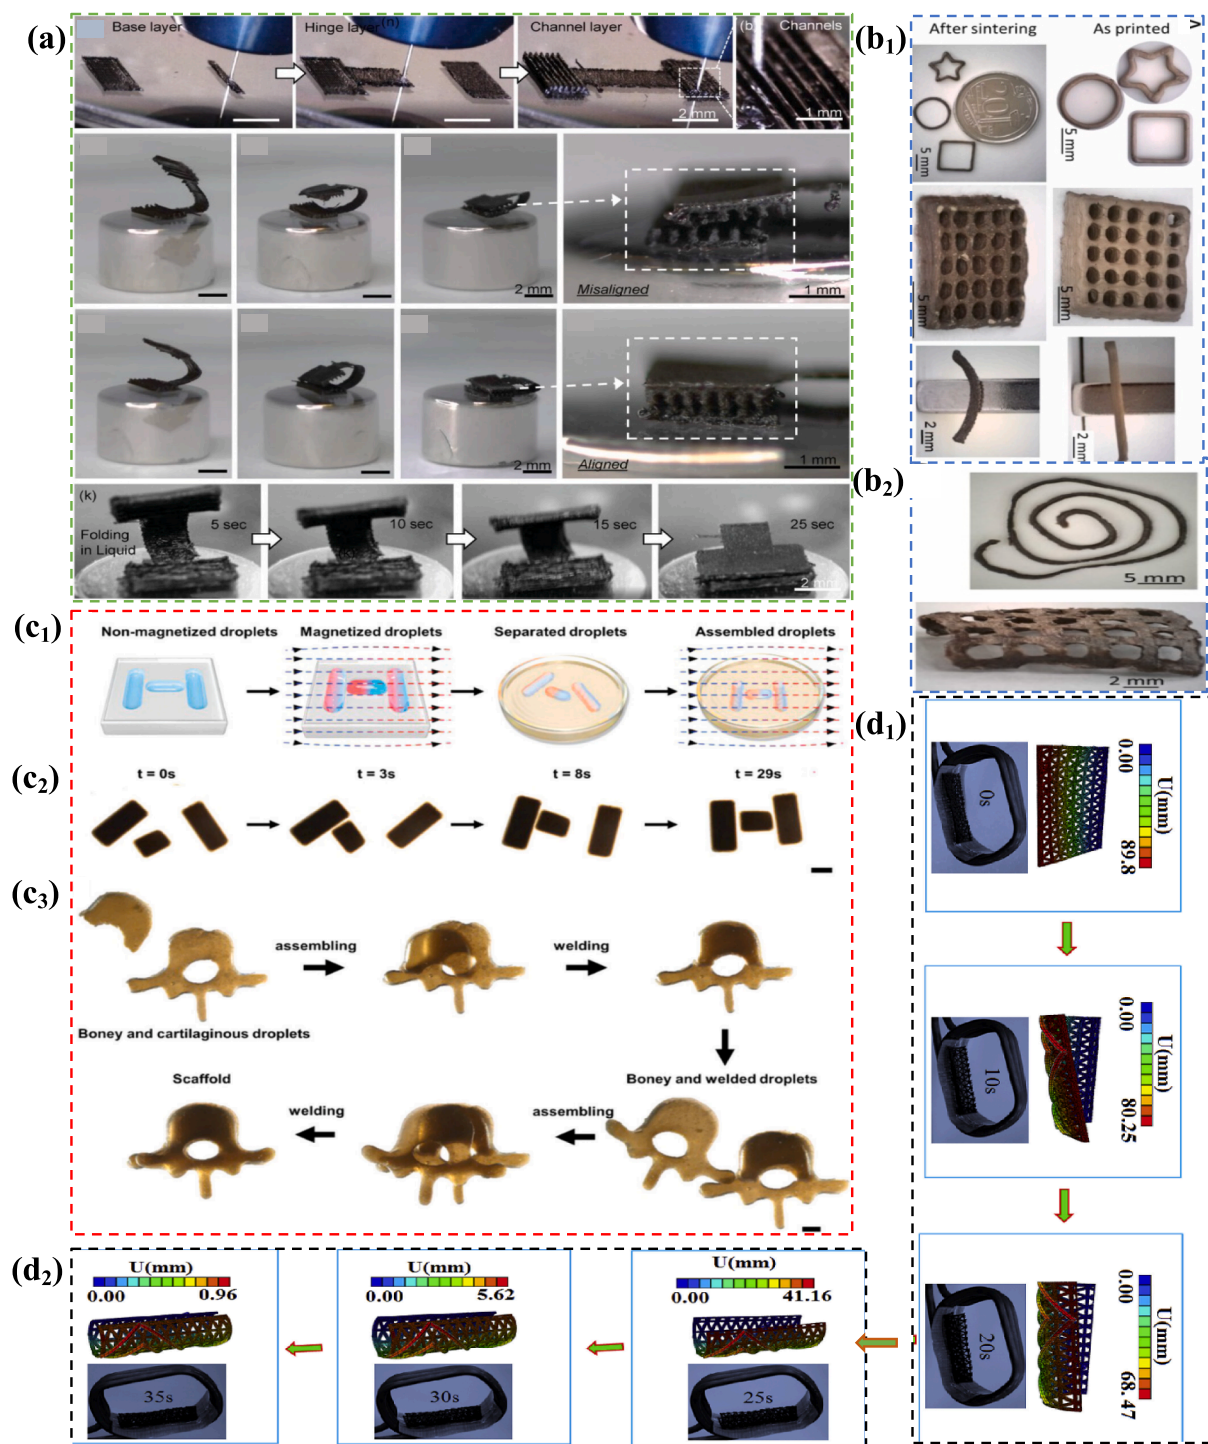 (a)
Base layer
Hinge layer
(n)
Channel layer
(b)
Channels
2 mm
1 mm
2 mm
Misaligned
1 mm
2 mm
Aligned
1 mm
(k)
Folding
in Liquid
5 sec
10 sec
15 sec
25 sec
2 mm
(b1)
After sintering
As printed
5 mm
5 mm
5 mm
5 mm
2 mm
2 mm
(b2)
5 mm
2 mm
(c1)
Non-magnetized droplets
Magnetized droplets
Separated droplets
Assembled droplets
(c2)
t = 0s
t = 3s
t = 8s
t = 29s
(c3)
assembling
welding
Boney and cartilaginous droplets
Boney and welded droplets
Scaffold
welding
assembling
(d1)
0s
U(mm)
0.00
89.8
10s
U(mm)
0.00
80.25
20s
U(mm)
0.00
68.47
(d2)
U(mm)
0.00 0.96
35s
U(mm)
0.00 5.62
30s
U(mm)
0.00 41.16
25s